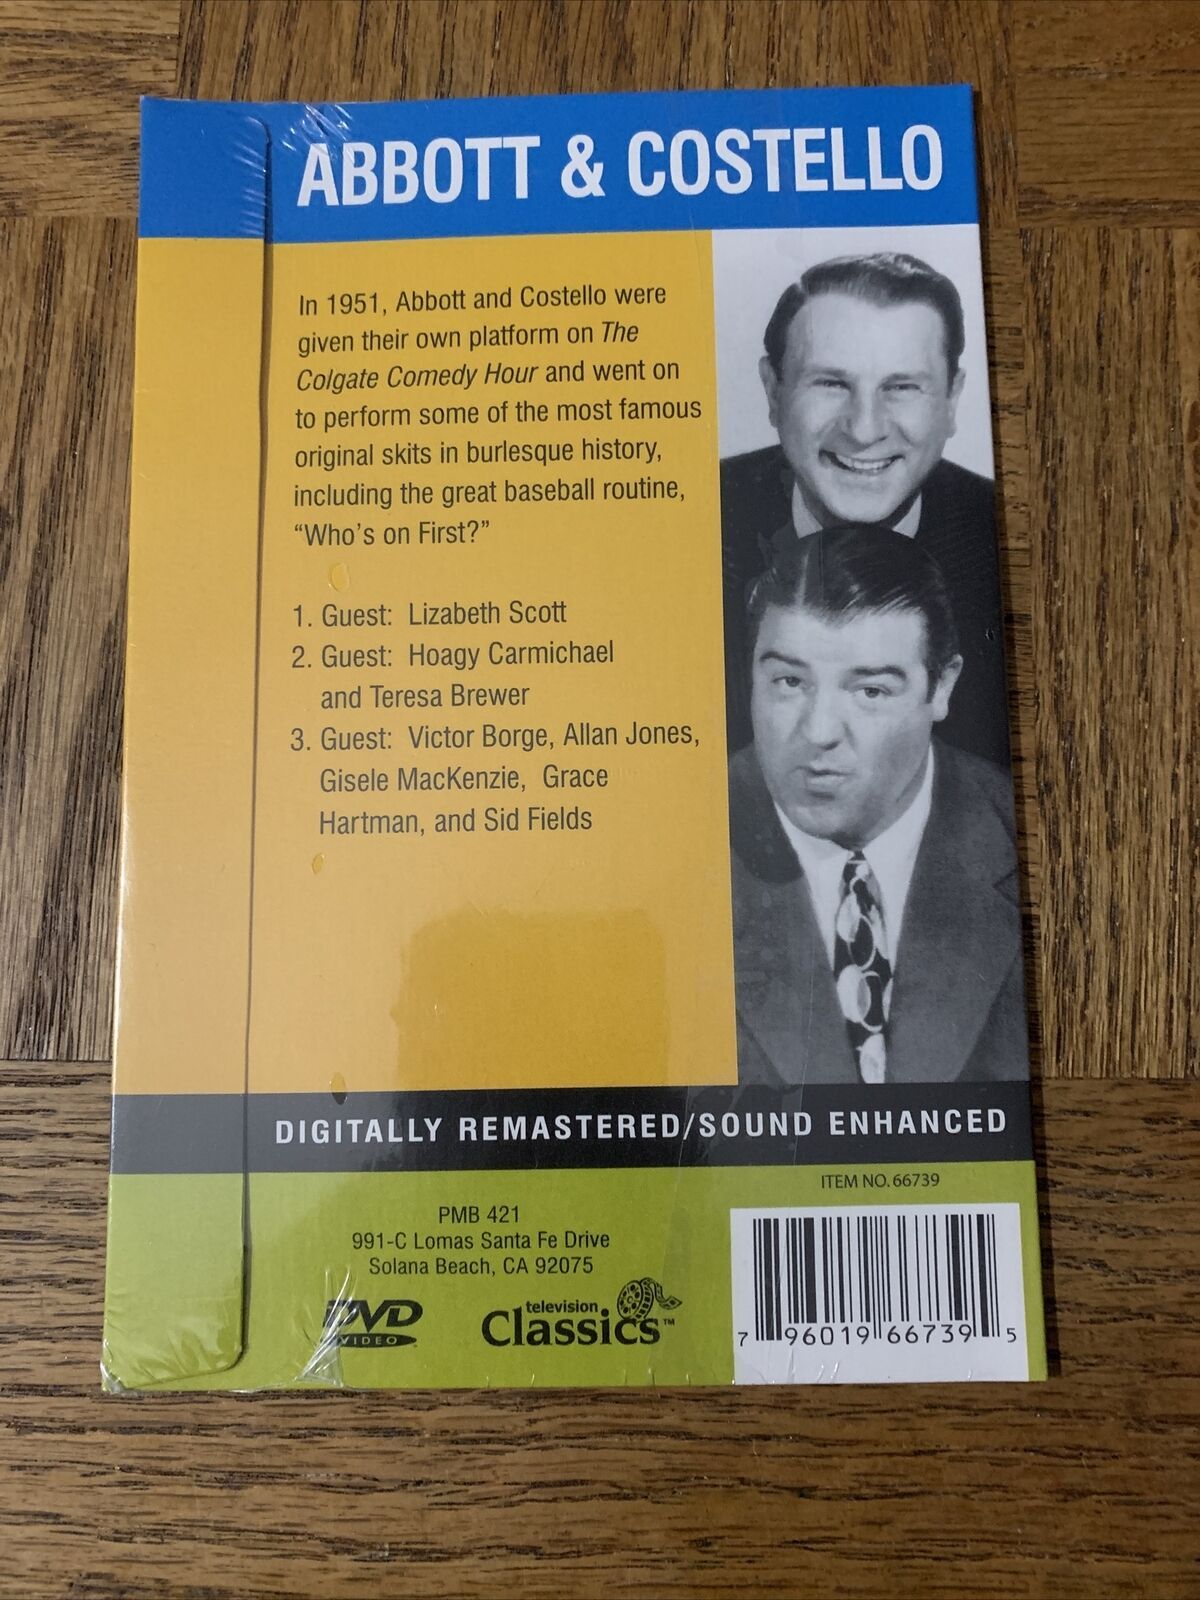 ABBOTT & COSTELLO
In 1951, Abbott and Costello were
given their own platform on The
Colgate Comedy Hour and went on
to perform some of the most famous
original skits in burlesque history,
including the great baseball routine,
“Who’s on First?”
1. Guest: Lizabeth Scott
2. Guest: Hoagy Carmichael
and Teresa Brewer
3. Guest: Victor Borge, Allan Jones,
Gisele MacKenzie, Grace
Hartman, and Sid Fields
DIGITALLY REMASTERED/SOUND ENHANCED
ITEM NO. 66739
PMB 421
991-C Lomas Santa Fe Drive
Solana Beach, CA 92075
DVD
VIDEO
television
Classics™
7 96019 66739 5